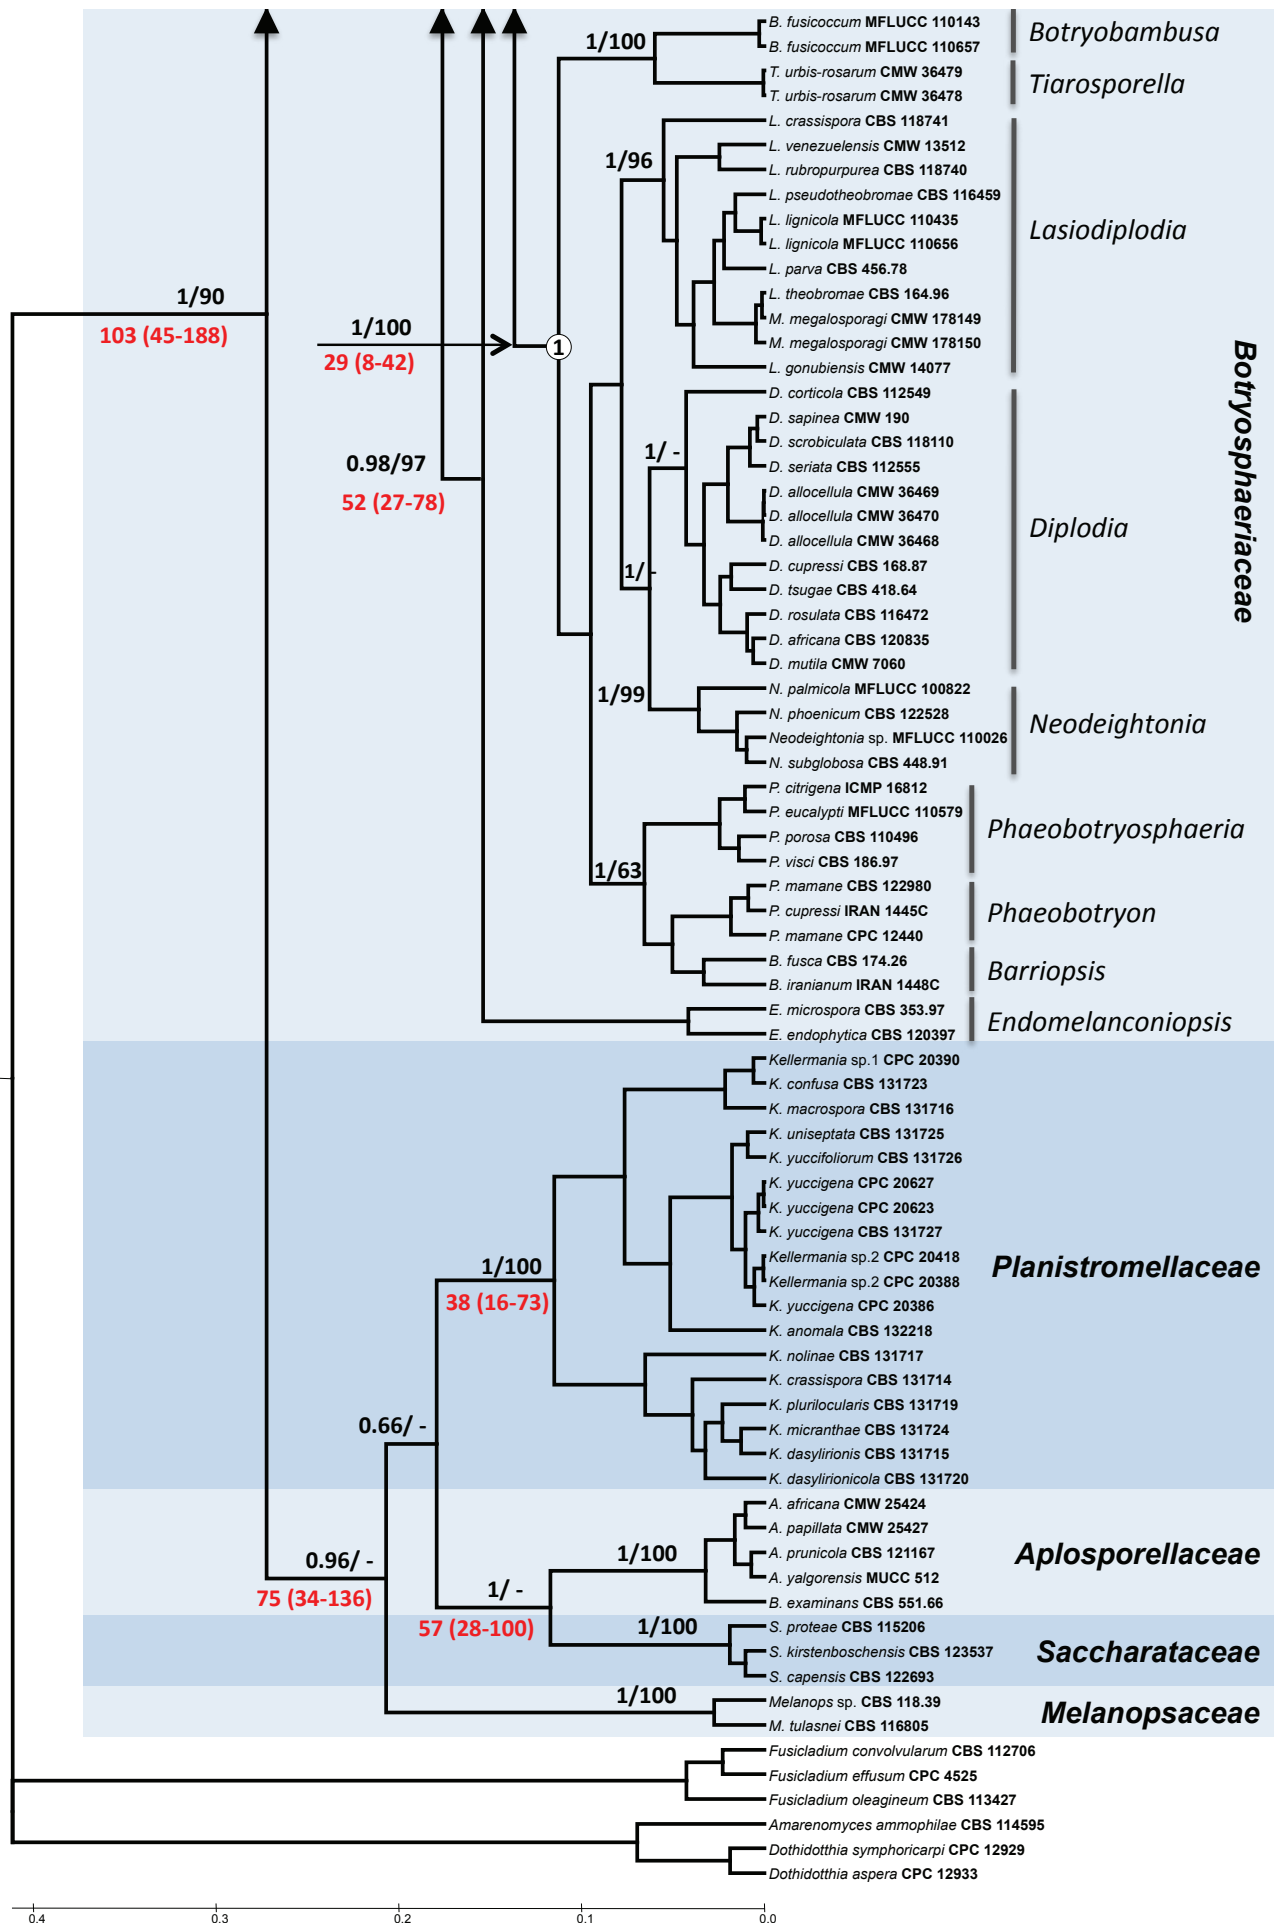 B. fusicoccum MFLUCC 110143
B. fusicoccum MFLUCC 110657
Botryobambusa
1/100
T. urbis-rosarum CMW 36479
T. urbis-rosarum CMW 36478
Tiarosporella
L. crassispora CBS 118741
L. venezuelensis CMW 13512
L. rubropurpurea CBS 118740
L. pseudotheobromae CBS 116459
L. lignicola MFLUCC 110435
L. lignicola MFLUCC 110656
L. parva CBS 456.78
L. theobromae CBS 164.96
M. megalosporagi CMW 178149
M. megalosporagi CMW 178150
L. gonubiensis CMW 14077
Lasiodiplodia
1/96
1/90
103 (45-188)
1/100
29 (8-42)
1
D. corticola CBS 112549
D. sapinea CMW 190
D. scrobiculata CBS 118110
D. seriata CBS 112555
D. allocellula CMW 36469
D. allocellula CMW 36470
D. allocellula CMW 36468
D. cupressi CBS 168.87
D. tsugae CBS 418.64
D. rosulata CBS 116472
D. africana CBS 120835
D. mutila CMW 7060
Diplodia
1/ -
0.98/97
52 (27-78)
1/ -
Botryosphaeriaceae
N. palmicola MFLUCC 100822
N. phoenicum CBS 122528
Neodeightonia sp. MFLUCC 110026
N. subglobosa CBS 448.91
Neodeightonia
1/99
P. citrigena ICMP 16812
P. eucalypti MFLUCC 110579
P. porosa CBS 110496
P. visci CBS 186.97
Phaeobotryosphaeria
1/63
P. mamane CBS 122980
P. cupressi IRAN 1445C
P. mamane CPC 12440
Phaeobotryon
B. fusca CBS 174.26
B. iranianum IRAN 1448C
Barriopsis
E. microspora CBS 353.97
E. endophytica CBS 120397
Endomelanconiopsis
Kellermania sp.1 CPC 20390
K. confusa CBS 131723
K. macrospora CBS 131716
K. uniseptata CBS 131725
K. yuccifoliorum CBS 131726
K. yuccigena CPC 20627
K. yuccigena CPC 20623
K. yuccigena CBS 131727
Kellermania sp.2 CPC 20418
Kellermania sp.2 CPC 20388
K. yuccigena CPC 20386
K. anomala CBS 132218
K. nolinae CBS 131717
K. crassispora CBS 131714
K. plurilocularis CBS 131719
K. micranthae CBS 131724
K. dasylirionis CBS 131715
K. dasylirionicola CBS 131720
Planistromellaceae
1/100
38 (16-73)
0.66/ -
A. africana CMW 25424
A. papillata CMW 25427
A. prunicola CBS 121167
A. yalgorensis MUCC 512
B. examinans CBS 551.66
Aplosporellaceae
1/100
0.96/ -
75 (34-136)
1/ -
57 (28-100)
S. proteae CBS 115206
S. kirstenboschensis CBS 123537
S. capensis CBS 122693
Saccharataceae
1/100
Melanops sp. CBS 118.39
M. tulasnei CBS 116805
Melanopsaceae
1/100
Fusicladium convolvularum CBS 112706
Fusicladium effusum CPC 4525
Fusicladium oleagineum CBS 113427
Amarenomyces ammophilae CBS 114595
Dothidotthia symphoricarpi CPC 12929
Dothidotthia aspera CPC 12933
0.4 0.3 0.2 0.1 0.0